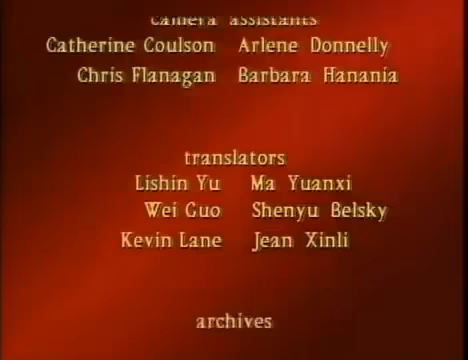 camera assistants
Catherine Coulson Arlene Donnelly
Chris Flanagan Barbara Hanania
translators
Lishin Yu Ma Yuanxi
Wei Guo Shenyu Belsky
Kevin Lane Jean Xinli
archives